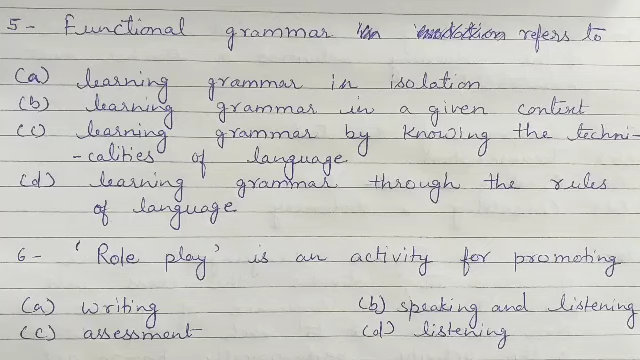 5- Functional grammar refers to
(a) learning grammar in isolation
(b) learning grammar in a given context
(c) learning grammar by knowing the techni-
-calities of language
(d) learning grammar through the rules
of language
6- 'Role play' is an activity for promoting
(a) writing (b) speaking and listening
(c) assessment (d) listening